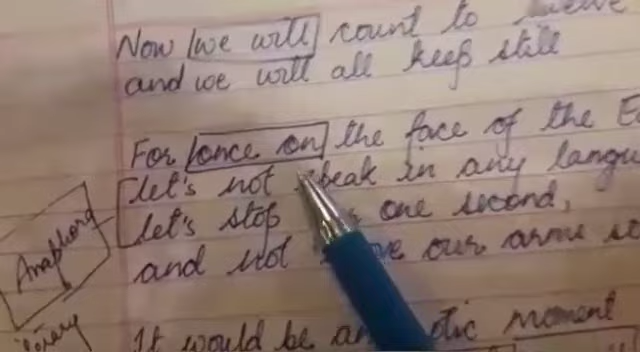 Now we will count to twelve
and we will all keep still
For once on the face of the
let's not speak in any
let's stop one second,
Anaphora
and not our arms
It would be an moment